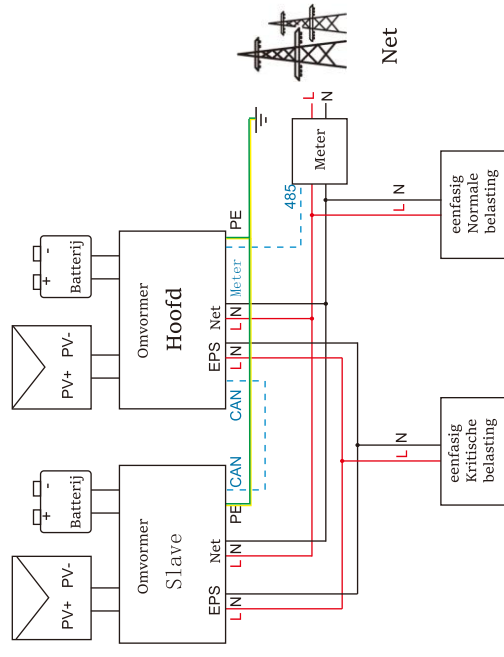 PV+ PV-
+ -
Batterij
Omvormer
Slave
EPS
L N
Net
L N
PE
CAN
PV+ PV-
+ -
Batterij
Omvormer
Hoofd
CAN
EPS
L N
Net
L N
Meter
PE
485
Meter
L
N
Net
L N
eenfasig
Kritische
belasting
L N
eenfasig
Normale
belasting